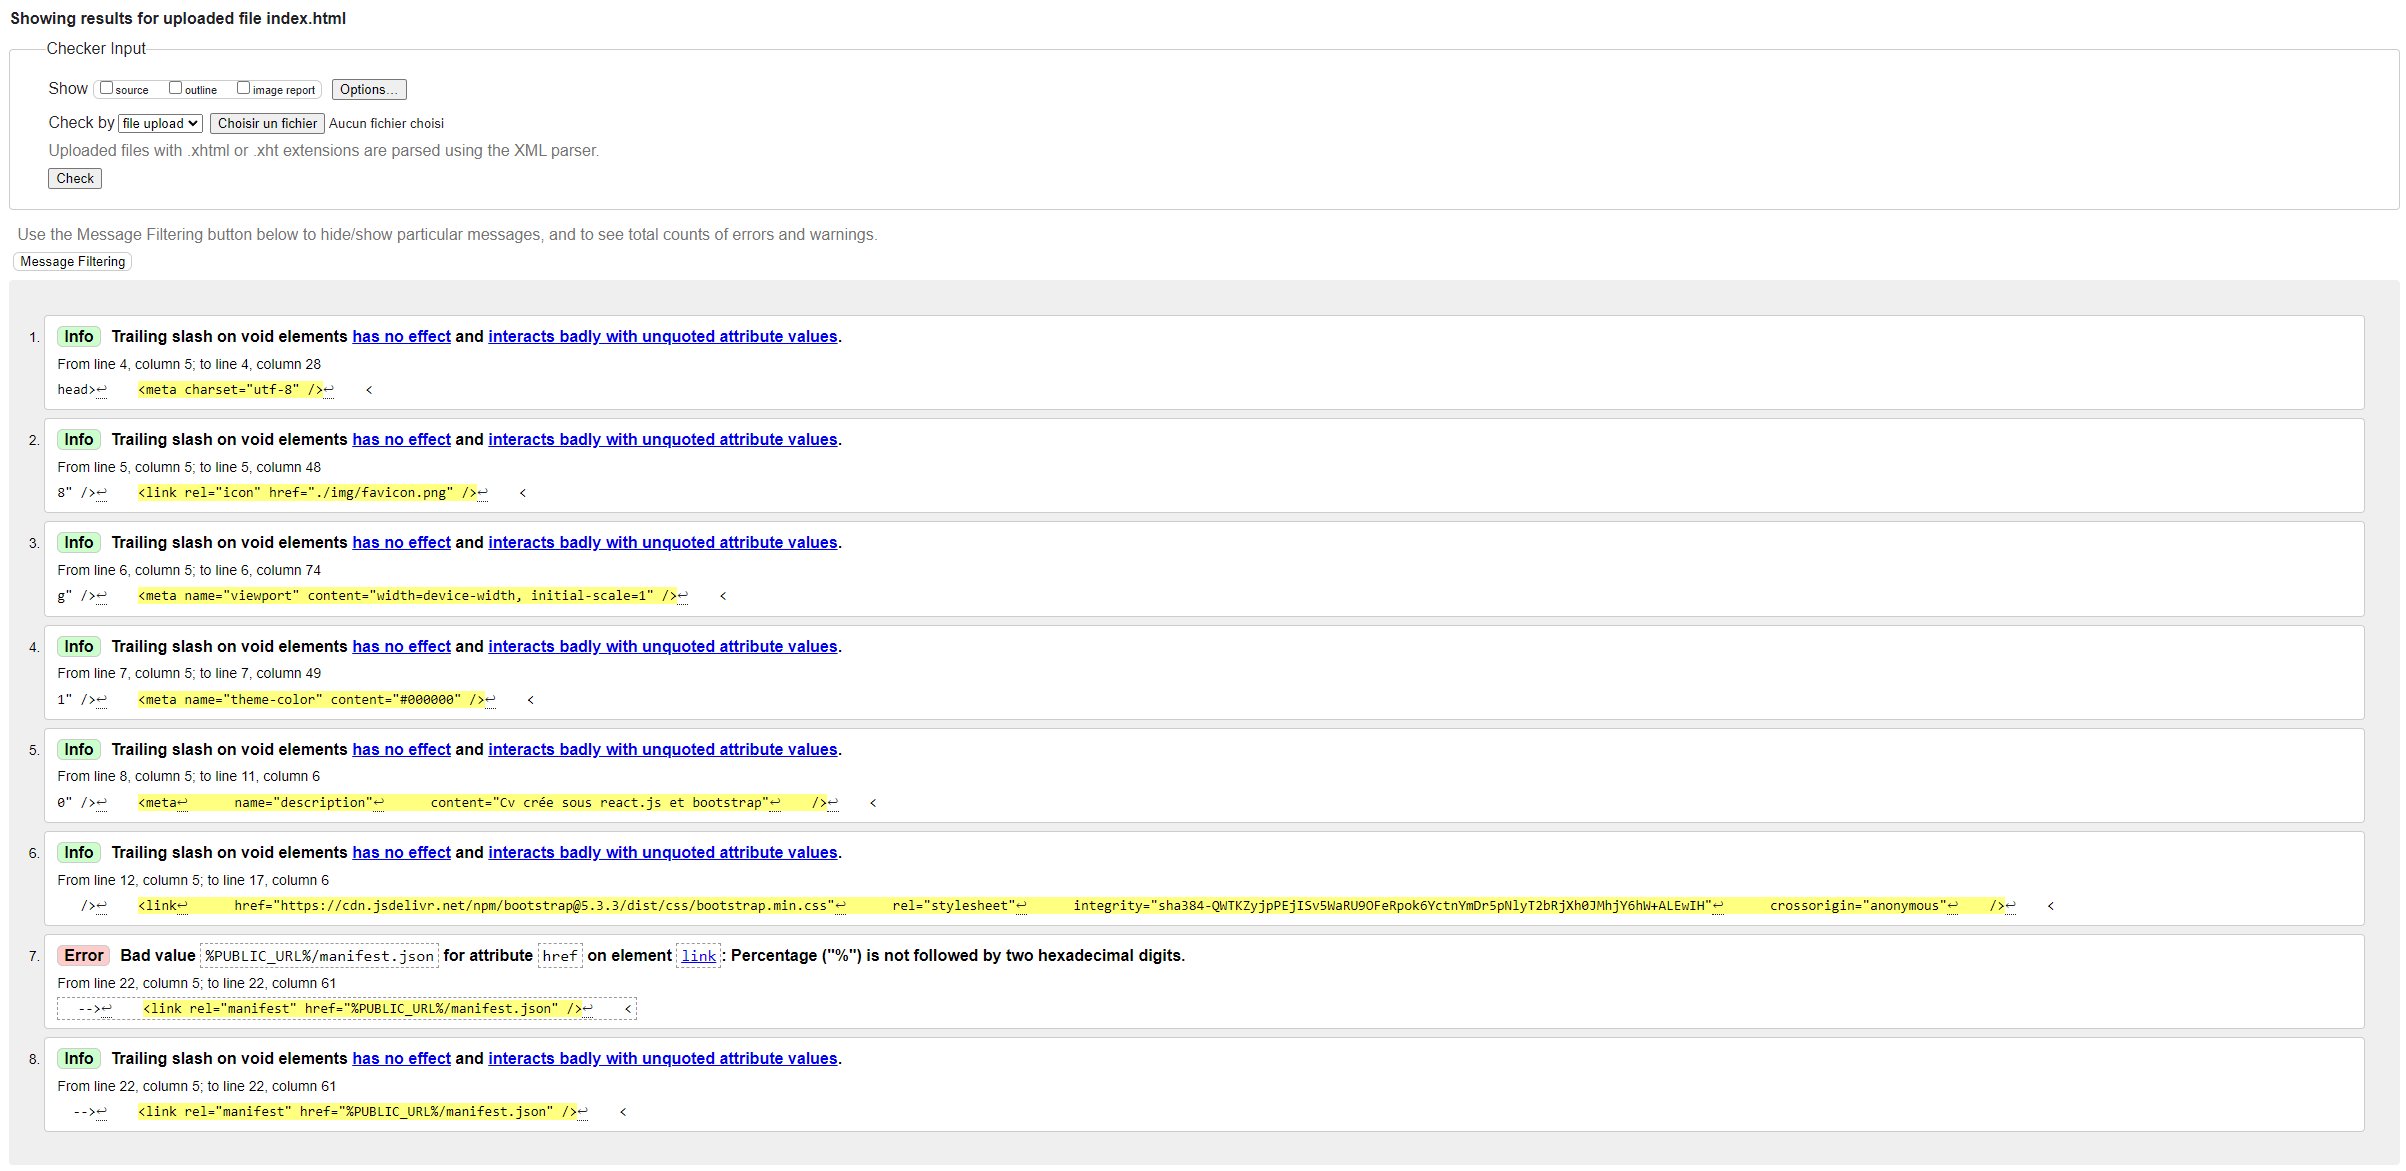 Showing results for uploaded file index.html
Checker Input
Show source outline image report Options...
Check by file upload Choisir un fichier Aucun fichier choisi
Uploaded files with .xhtml or .xht extensions are parsed using the XML parser.
Check
Use the Message Filtering button below to hide/show particular messages, and to see total counts of errors and warnings.
Message Filtering
1. Info Trailing slash on void elements has no effect and interacts badly with unquoted attribute values.
From line 4, column 5; to line 4, column 28
head>↩ <meta charset="utf-8" />↩ <
2. Info Trailing slash on void elements has no effect and interacts badly with unquoted attribute values.
From line 5, column 5; to line 5, column 48
8" />↩ <link rel="icon" href="./img/favicon.png" />↩ <
3. Info Trailing slash on void elements has no effect and interacts badly with unquoted attribute values.
From line 6, column 5; to line 6, column 74
g" />↩ <meta name="viewport" content="width=device-width, initial-scale=1" />↩ <
4. Info Trailing slash on void elements has no effect and interacts badly with unquoted attribute values.
From line 7, column 5; to line 7, column 49
1" />↩ <meta name="theme-color" content="#000000" />↩ <
5. Info Trailing slash on void elements has no effect and interacts badly with unquoted attribute values.
From line 8, column 5; to line 11, column 6
0" />↩ <meta↩ name="description"↩ content="Cv crée sous react.js et bootstrap"↩ />↩ <
6. Info Trailing slash on void elements has no effect and interacts badly with unquoted attribute values.
From line 12, column 5; to line 17, column 6
/>↩ <link↩ href="https://cdn.jsdelivr.net/npm/bootstrap@5.3.3/dist/css/bootstrap.min.css"↩ rel="stylesheet"↩ integrity="sha384-QWTKZyjpPEjISv5WaRU9OFeRpok6YctnYmDr5pNlyT2bRjXh0JMhjY6hW+ALEwIH"↩ crossorigin="anonymous"↩ />↩ <
7. Error Bad value %PUBLIC_URL%/manifest.json for attribute href on element link: Percentage ("%") is not followed by two hexadecimal digits.
From line 22, column 5; to line 22, column 61
-->↩ <link rel="manifest" href="%PUBLIC_URL%/manifest.json" />↩ <
8. Info Trailing slash on void elements has no effect and interacts badly with unquoted attribute values.
From line 22, column 5; to line 22, column 61
-->↩ <link rel="manifest" href="%PUBLIC_URL%/manifest.json" />↩ <